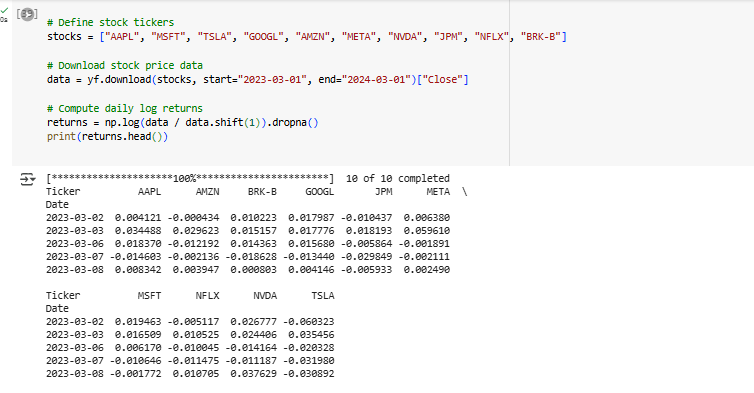 0s
# Define stock tickers
stocks = ["AAPL", "MSFT", "TSLA", "GOOGL", "AMZN", "META", "NVDA", "JPM", "NFLX", "BRK-B"]
# Download stock price data
data = yf.download(stocks, start="2023-03-01", end="2024-03-01")["Close"]
# Compute daily log returns
returns = np.log(data / data.shift(1)).dropna()
print(returns.head())
[*********************100%***********************]  10 of 10 completed
Ticker         AAPL      AMZN     BRK-B     GOOGL       JPM      META  \
Date
2023-03-02  0.004121 -0.000434  0.010223  0.017987 -0.010437  0.006380
2023-03-03  0.034488  0.029623  0.015157  0.017776  0.018193  0.059610
2023-03-06  0.018370 -0.012192  0.014363  0.015680 -0.005864 -0.001891
2023-03-07 -0.014603 -0.002136 -0.018628 -0.013440 -0.029849 -0.002111
2023-03-08  0.008342  0.003947  0.000803  0.004146 -0.005933  0.002490
Ticker         MSFT      NFLX      NVDA      TSLA
Date
2023-03-02  0.019463 -0.005117  0.026777 -0.060323
2023-03-03  0.016509  0.010525  0.024406  0.035456
2023-03-06  0.006170 -0.010045 -0.014164 -0.020328
2023-03-07 -0.010646 -0.011475 -0.011187 -0.031980
2023-03-08 -0.001772  0.010705  0.037629 -0.030892